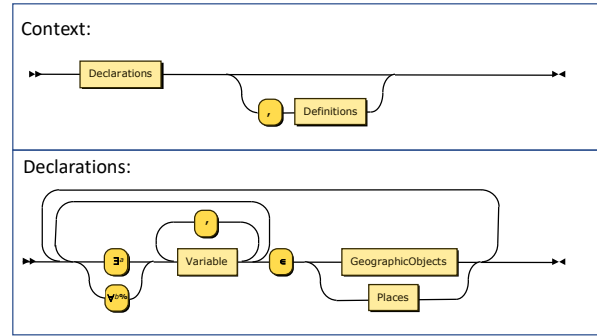 Context:
Declarations
, Definitions
Declarations:
,
∃ᵃ Variable ϵ GeographicObjects
∀ᵇ% Places